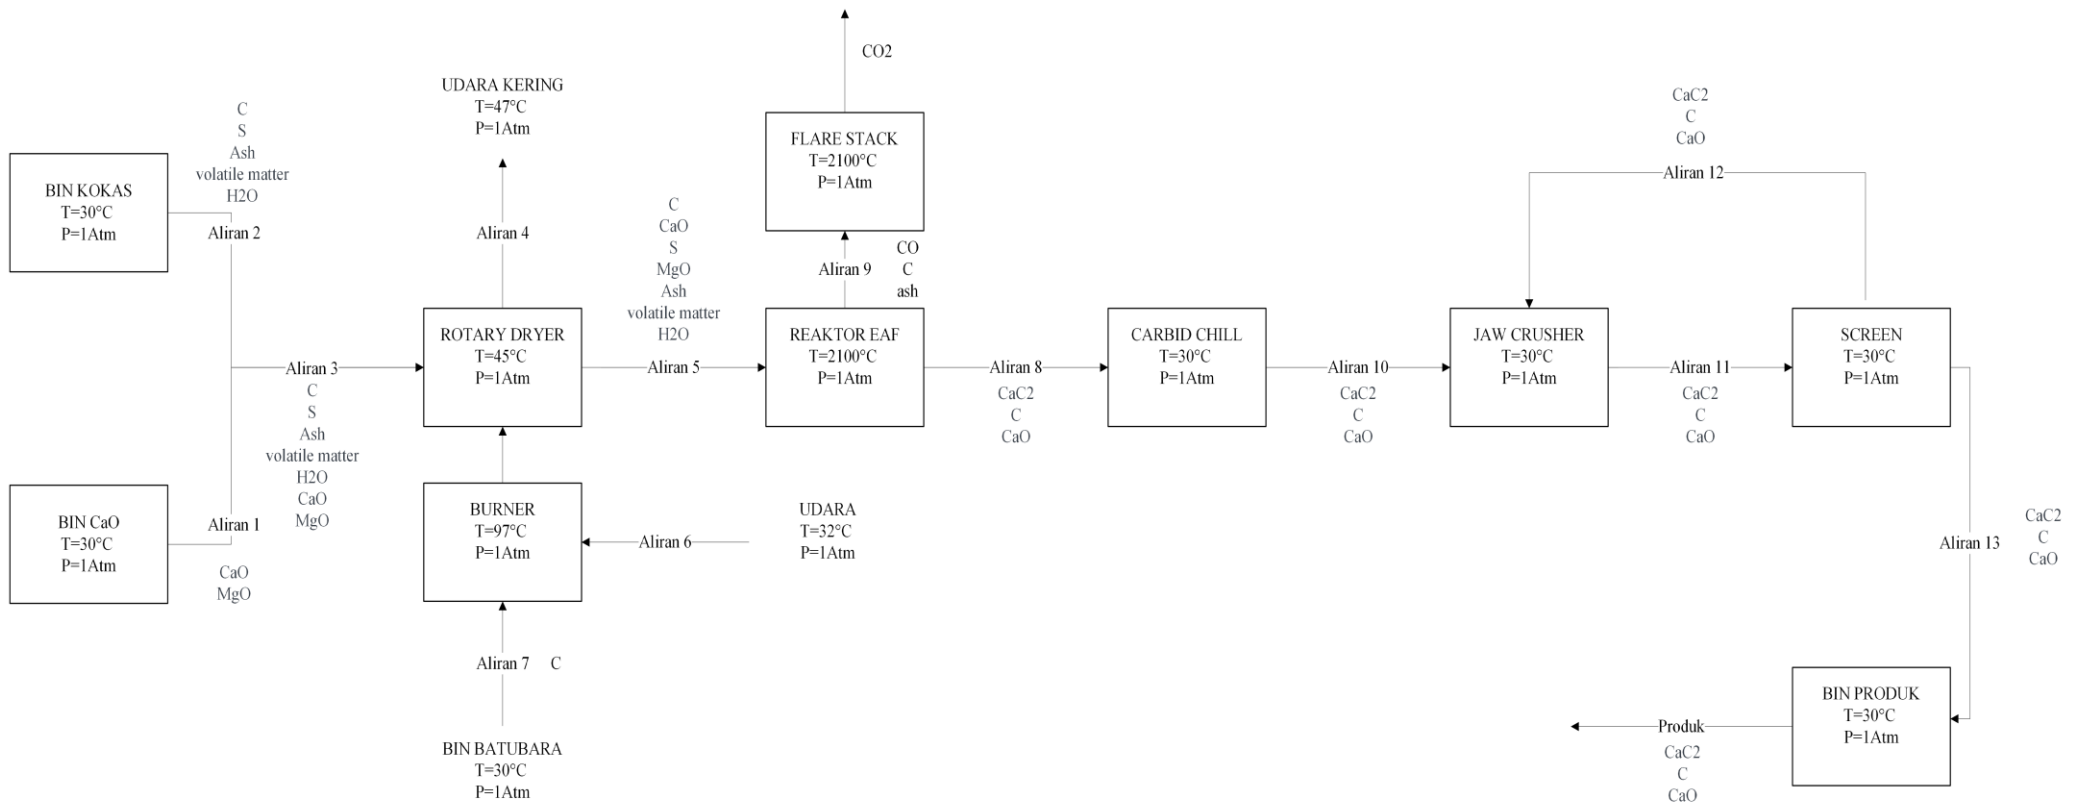 CO2
UDARA KERING
T=47°C
P=1Atm
C
S
Ash
volatile matter
H2O
BIN KOKAS
T=30°C
P=1Atm
Aliran 2
Aliran 4
FLARE STACK
T=2100°C
P=1Atm
CaC2
C
CaO
Aliran 12
C
CaO
S
MgO
Ash
volatile matter
H2O
Aliran 9
CO
C
ash
Aliran 3
C
S
Ash
volatile matter
H2O
CaO
MgO
ROTARY DRYER
T=45°C
P=1Atm
Aliran 5
REAKTOR EAF
T=2100°C
P=1Atm
Aliran 8
CaC2
C
CaO
CARBID CHILL
T=30°C
P=1Atm
Aliran 10
CaC2
C
CaO
JAW CRUSHER
T=30°C
P=1Atm
Aliran 11
CaC2
C
CaO
SCREEN
T=30°C
P=1Atm
BIN CaO
T=30°C
P=1Atm
Aliran 1
CaO
MgO
BURNER
T=97°C
P=1Atm
Aliran 6
UDARA
T=32°C
P=1Atm
Aliran 13
CaC2
C
CaO
Aliran 7
C
BIN BATUBARA
T=30°C
P=1Atm
BIN PRODUK
T=30°C
P=1Atm
Produk
CaC2
C
CaO